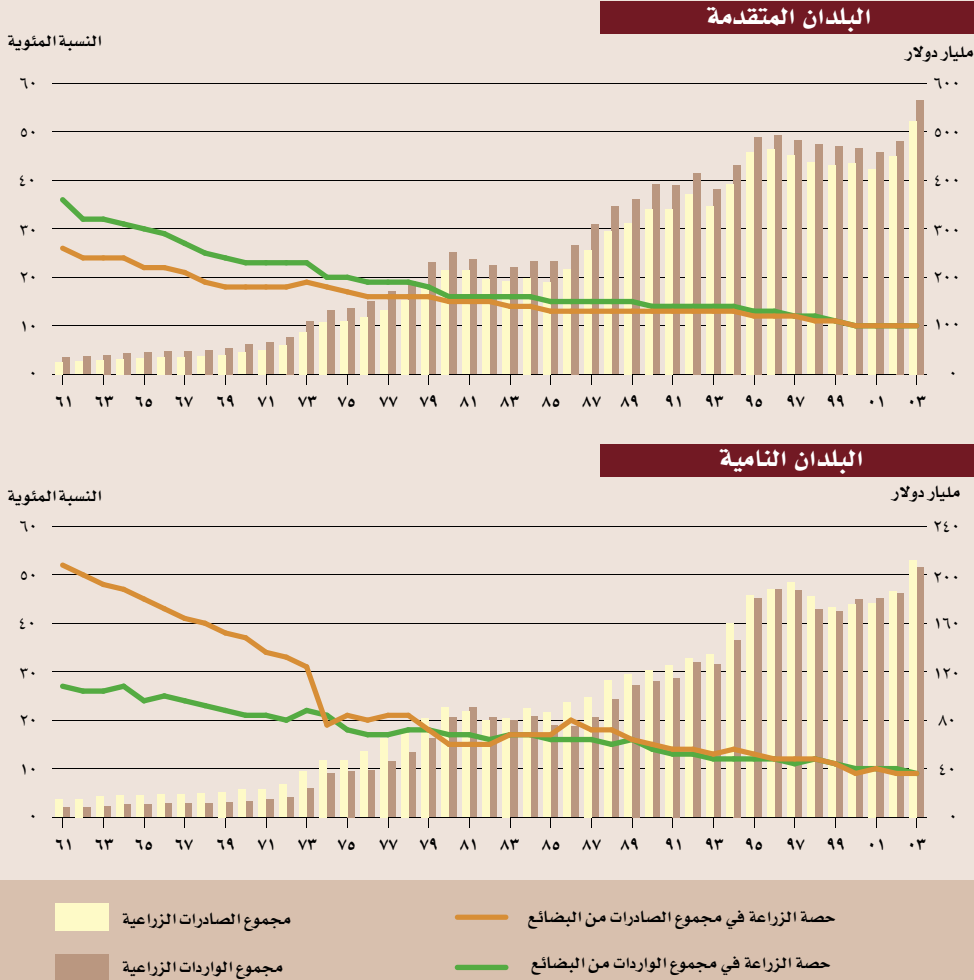 البلدان المتقدمة
النسبة المئوية
مليار دولار
٦٠ ٦٠٠
٥٠ ٥٠٠
٤٠ ٤٠٠
٣٠ ٣٠٠
٢٠ ٢٠٠
١٠ ١٠٠
٠ ٠
٦١ ٦٣ ٦٥ ٦٧ ٦٩ ٧١ ٧٣ ٧٥ ٧٧ ٧٩ ٨١ ٨٣ ٨٥ ٨٧ ٨٩ ٩١ ٩٣ ٩٥ ٩٧ ٩٩ ٠١ ٠٣
البلدان النامية
النسبة المئوية
مليار دولار
٦٠ ٢٤٠
٥٠ ٢٠٠
٤٠ ١٦٠
٣٠ ١٢٠
٢٠ ٨٠
١٠ ٤٠
٠ ٠
٦١ ٦٣ ٦٥ ٦٧ ٦٩ ٧١ ٧٣ ٧٥ ٧٧ ٧٩ ٨١ ٨٣ ٨٥ ٨٧ ٨٩ ٩١ ٩٣ ٩٥ ٩٧ ٩٩ ٠١ ٠٣
حصة الزراعة في مجموع الصادرات من البضائع
مجموع الصادرات الزراعية
حصة الزراعة في مجموع الواردات من البضائع
مجموع الواردات الزراعية